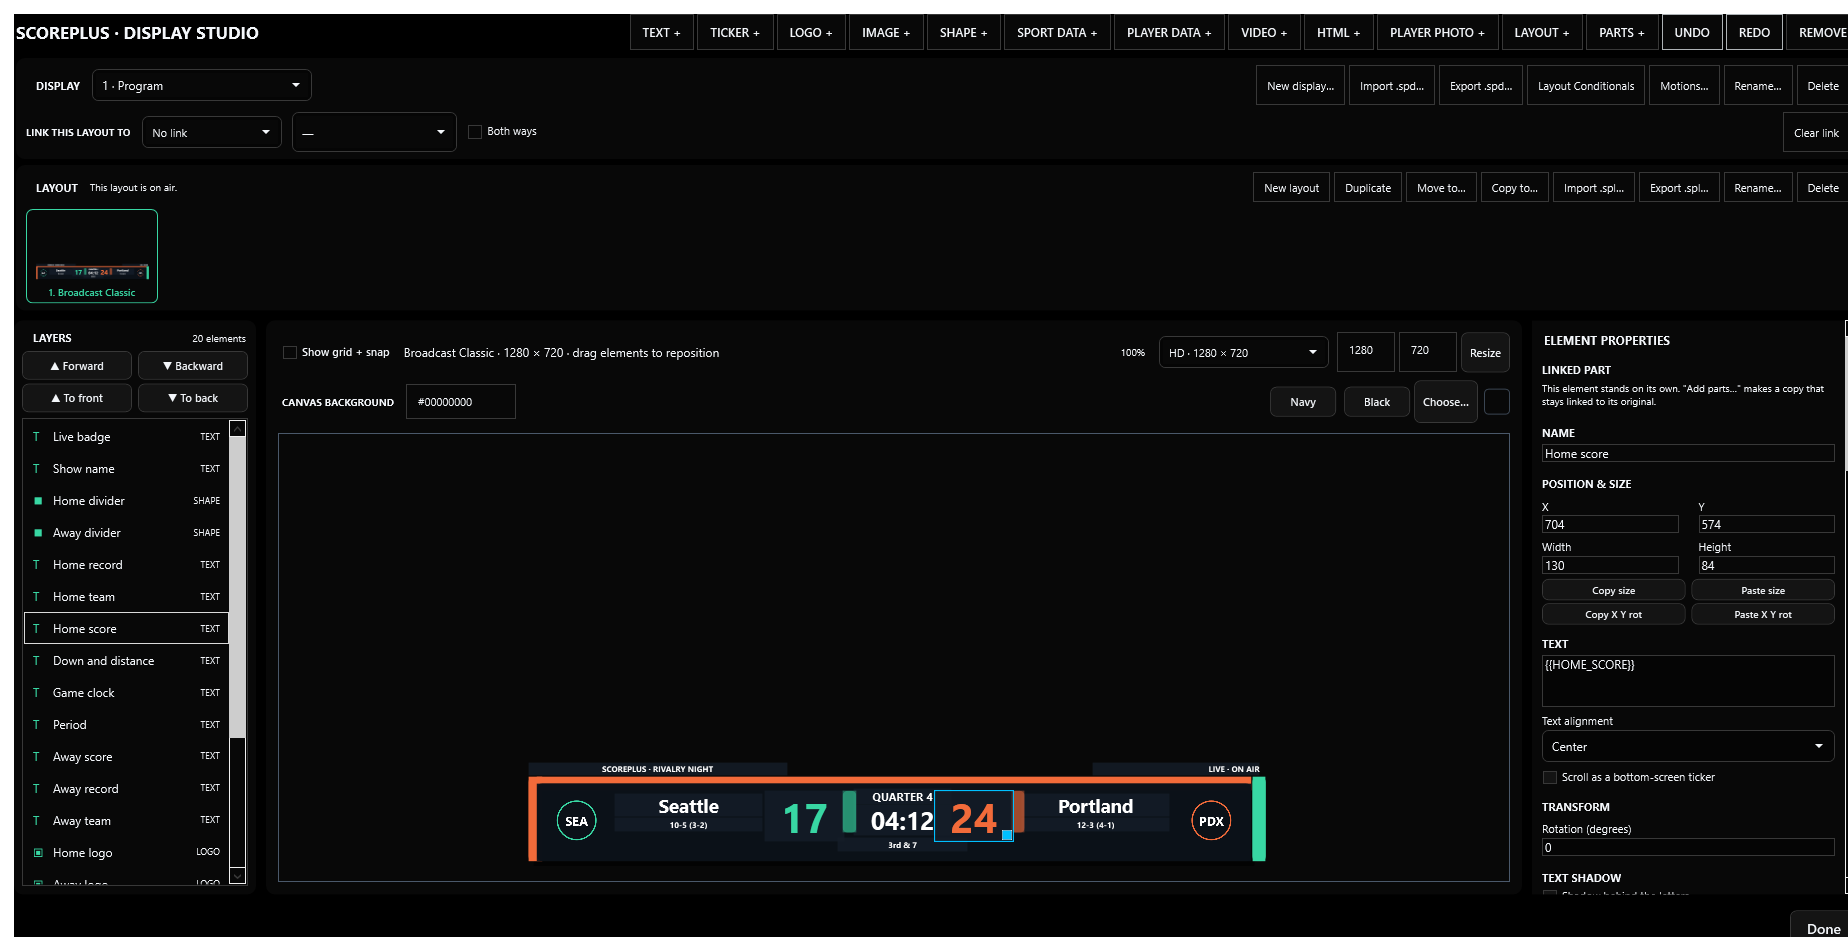 SCOREPLUS · DISPLAY STUDIO
TEXT +
TICKER +
LOGO +
IMAGE +
SHAPE +
SPORT DATA +
PLAYER DATA +
VIDEO +
HTML +
PLAYER PHOTO +
LAYOUT +
PARTS +
UNDO
REDO
REMOVE
DISPLAY
1 · Program
New display...
Import .spd...
Export .spd...
Layout Conditionals
Motions...
Rename...
Delete
LINK THIS LAYOUT TO
No link
—
Both ways
Clear link
LAYOUT
This layout is on air.
New layout
Duplicate
Move to...
Copy to...
Import .spl...
Export .spl...
Rename...
Delete
1. Broadcast Classic
LAYERS
20 elements
▲ Forward
▼ Backward
▲ To front
▼ To back
T Live badge TEXT
T Show name TEXT
Home divider SHAPE
Away divider SHAPE
T Home record TEXT
T Home team TEXT
T Home score TEXT
T Down and distance TEXT
T Game clock TEXT
T Period TEXT
T Away score TEXT
T Away record TEXT
T Away team TEXT
Home logo LOGO
Away logo LOGO
Show grid + snap
Broadcast Classic · 1280 × 720 · drag elements to reposition
100%
HD · 1280 × 720
1280
720
Resize
CANVAS BACKGROUND
#00000000
Navy
Black
Choose...
SCOREPLUS · RIVALRY NIGHT
LIVE · ON AIR
SEA
Seattle
10-5 (3-2)
17
QUARTER 4
04:12
3rd & 7
24
Portland
12-3 (4-1)
PDX
ELEMENT PROPERTIES
LINKED PART
This element stands on its own. "Add parts..." makes a copy that
stays linked to its original.
NAME
Home score
POSITION & SIZE
X
Y
704
574
Width
Height
130
84
Copy size
Paste size
Copy X Y rot
Paste X Y rot
TEXT
{{HOME_SCORE}}
Text alignment
Center
Scroll as a bottom-screen ticker
TRANSFORM
Rotation (degrees)
0
TEXT SHADOW
Shadow behind the letters
Done